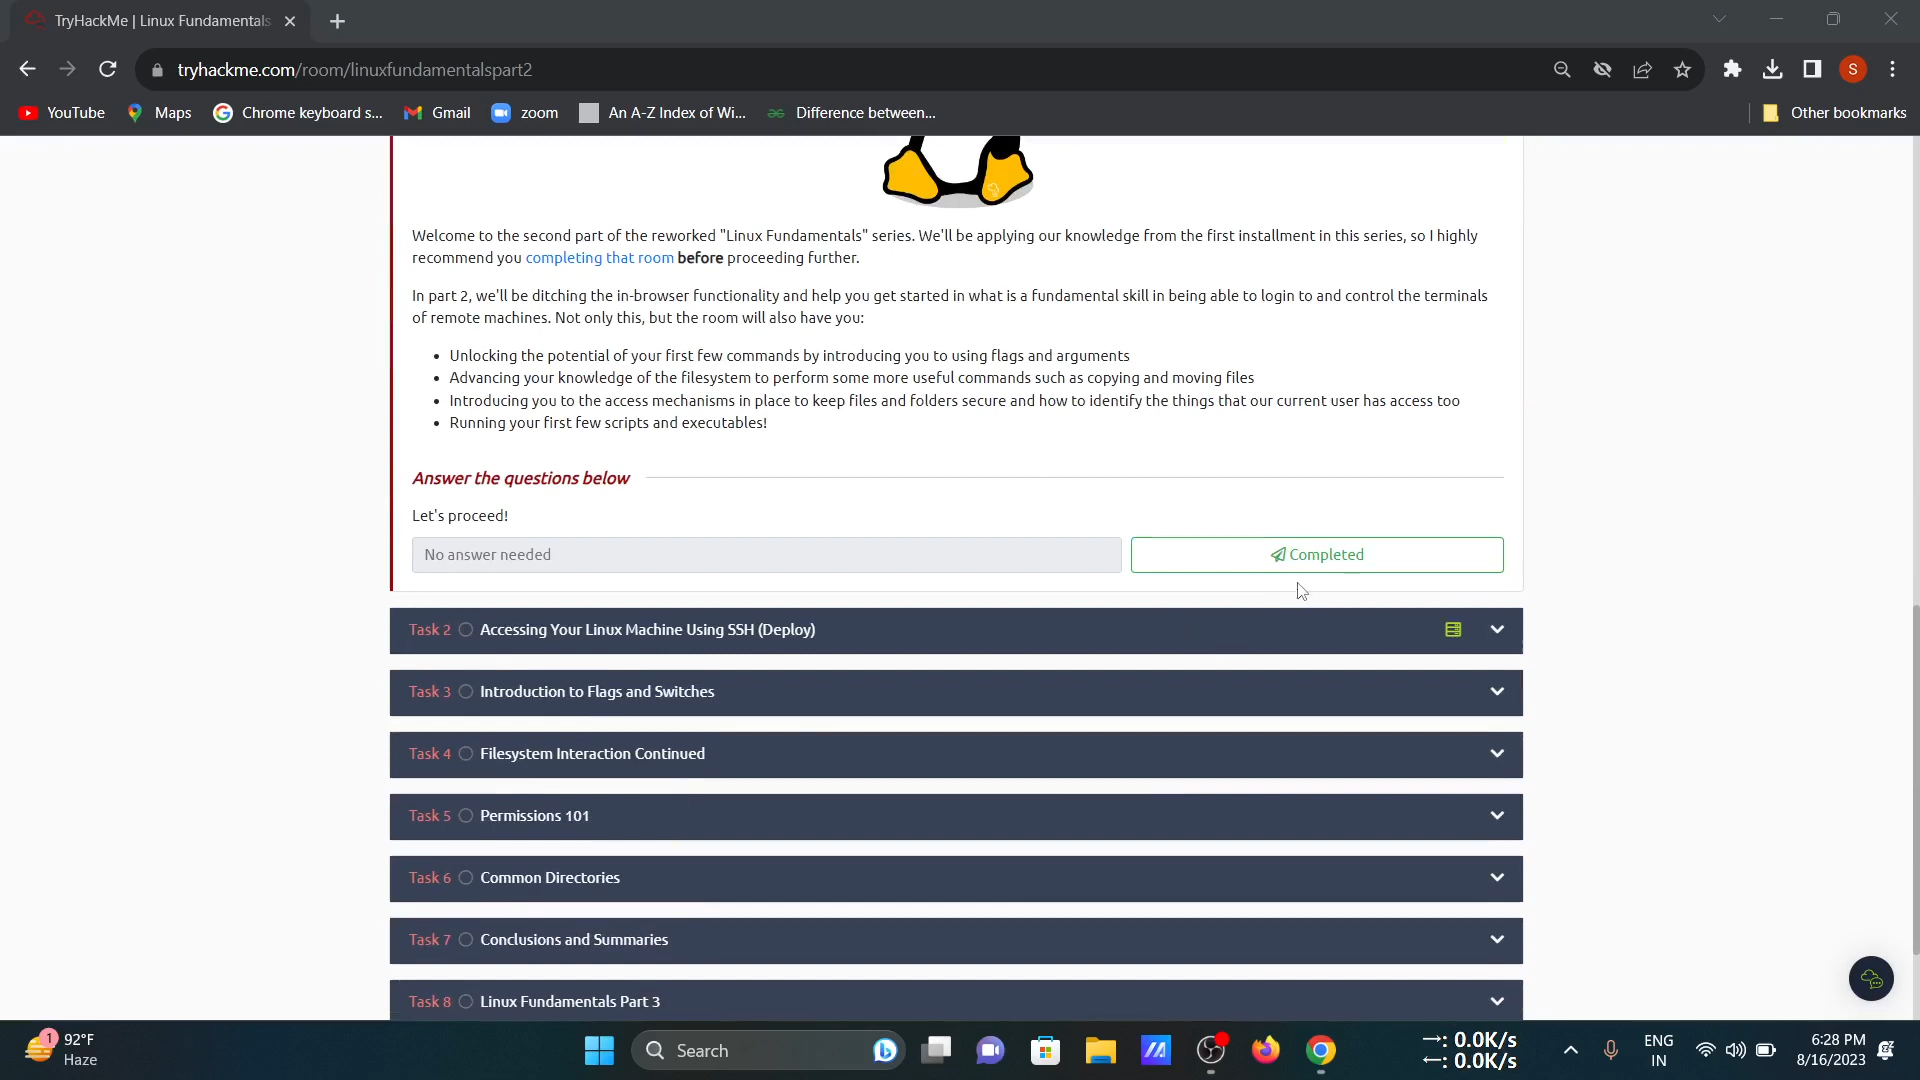 TryHackMe | Linux Fundamentals
tryhackme.com/room/linuxfundamentalspart2
S
YouTube
Maps
Chrome keyboard s...
Gmail
zoom
An A-Z Index of Wi...
Difference between...
Other bookmarks
Welcome to the second part of the reworked "Linux Fundamentals" series. We'll be applying our knowledge from the first installment in this series, so I highly
recommend you completing that room before proceeding further.
In part 2, we'll be ditching the in-browser functionality and help you get started in what is a fundamental skill in being able to login to and control the terminals
of remote machines. Not only this, but the room will also have you:
• Unlocking the potential of your first few commands by introducing you to using flags and arguments
• Advancing your knowledge of the filesystem to perform some more useful commands such as copying and moving files
• Introducing you to the access mechanisms in place to keep files and folders secure and how to identify the things that our current user has access too
• Running your first few scripts and executables!
Answer the questions below
Let's proceed!
No answer needed
Completed
Task 2 Accessing Your Linux Machine Using SSH (Deploy)
Task 3 Introduction to Flags and Switches
Task 4 Filesystem Interaction Continued
Task 5 Permissions 101
Task 6 Common Directories
Task 7 Conclusions and Summaries
Task 8 Linux Fundamentals Part 3
1
92°F
Haze
Search
→: 0.0K/s
←: 0.0K/s
ENG
IN
6:28 PM
8/16/2023